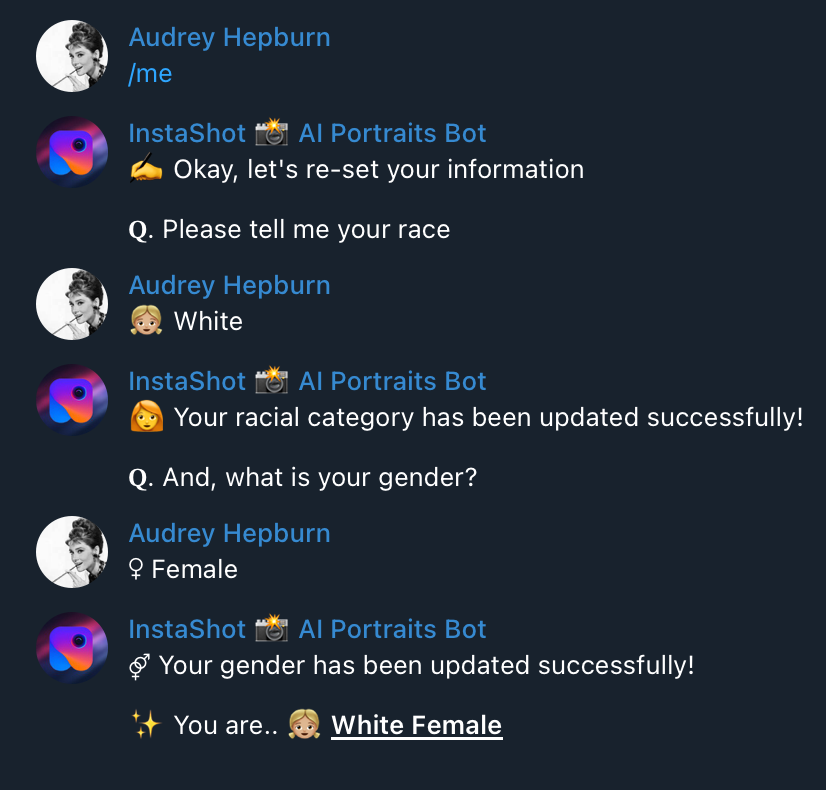 Audrey Hepburn
/me
InstaShot 📸 AI Portraits Bot
✍️ Okay, let's re-set your information
Q. Please tell me your race
Audrey Hepburn
👧🏼 White
InstaShot 📸 AI Portraits Bot
👩‍🦰 Your racial category has been updated successfully!
Q. And, what is your gender?
Audrey Hepburn
♀ Female
InstaShot 📸 AI Portraits Bot
⚤ Your gender has been updated successfully!
✨ You are.. 👧🏼 White Female